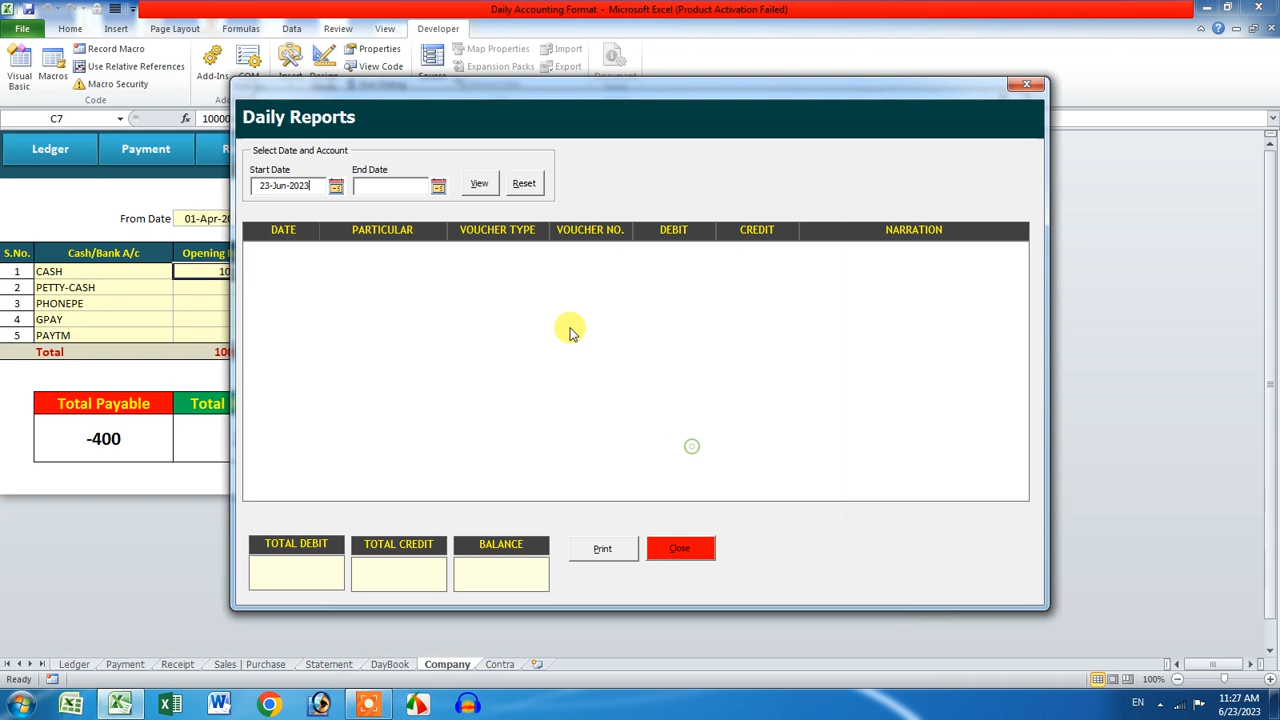 Daily Accounting Format - Microsoft Excel (Product Activation Failed)
File Home Insert Page Layout Formulas Data Review View Developer
Visual Basic
Macros
Record Macro
Use Relative References
Macro Security
Code
Add-Ins
Properties
View Code
Source
Map Properties
Expansion Packs
Import
Export
C7 fx 10000
Ledger Payment
From Date
S.No. Cash/Bank A/c Opening
1 CASH
2 PETTY-CASH
3 PHONEPE
4 GPAY
5 PAYTM
Total
Total Payable Total
-400
Daily Reports
Select Date and Account
Start Date End Date
23-Jun-2023 View Reset
DATE PARTICULAR VOUCHER TYPE VOUCHER NO. DEBIT CREDIT NARRATION
TOTAL DEBIT TOTAL CREDIT BALANCE
Print Close
Ledger Payment Receipt Sales | Purchase Statement DayBook Company Contra
Ready 100%
EN 11:27 AM
6/23/2023